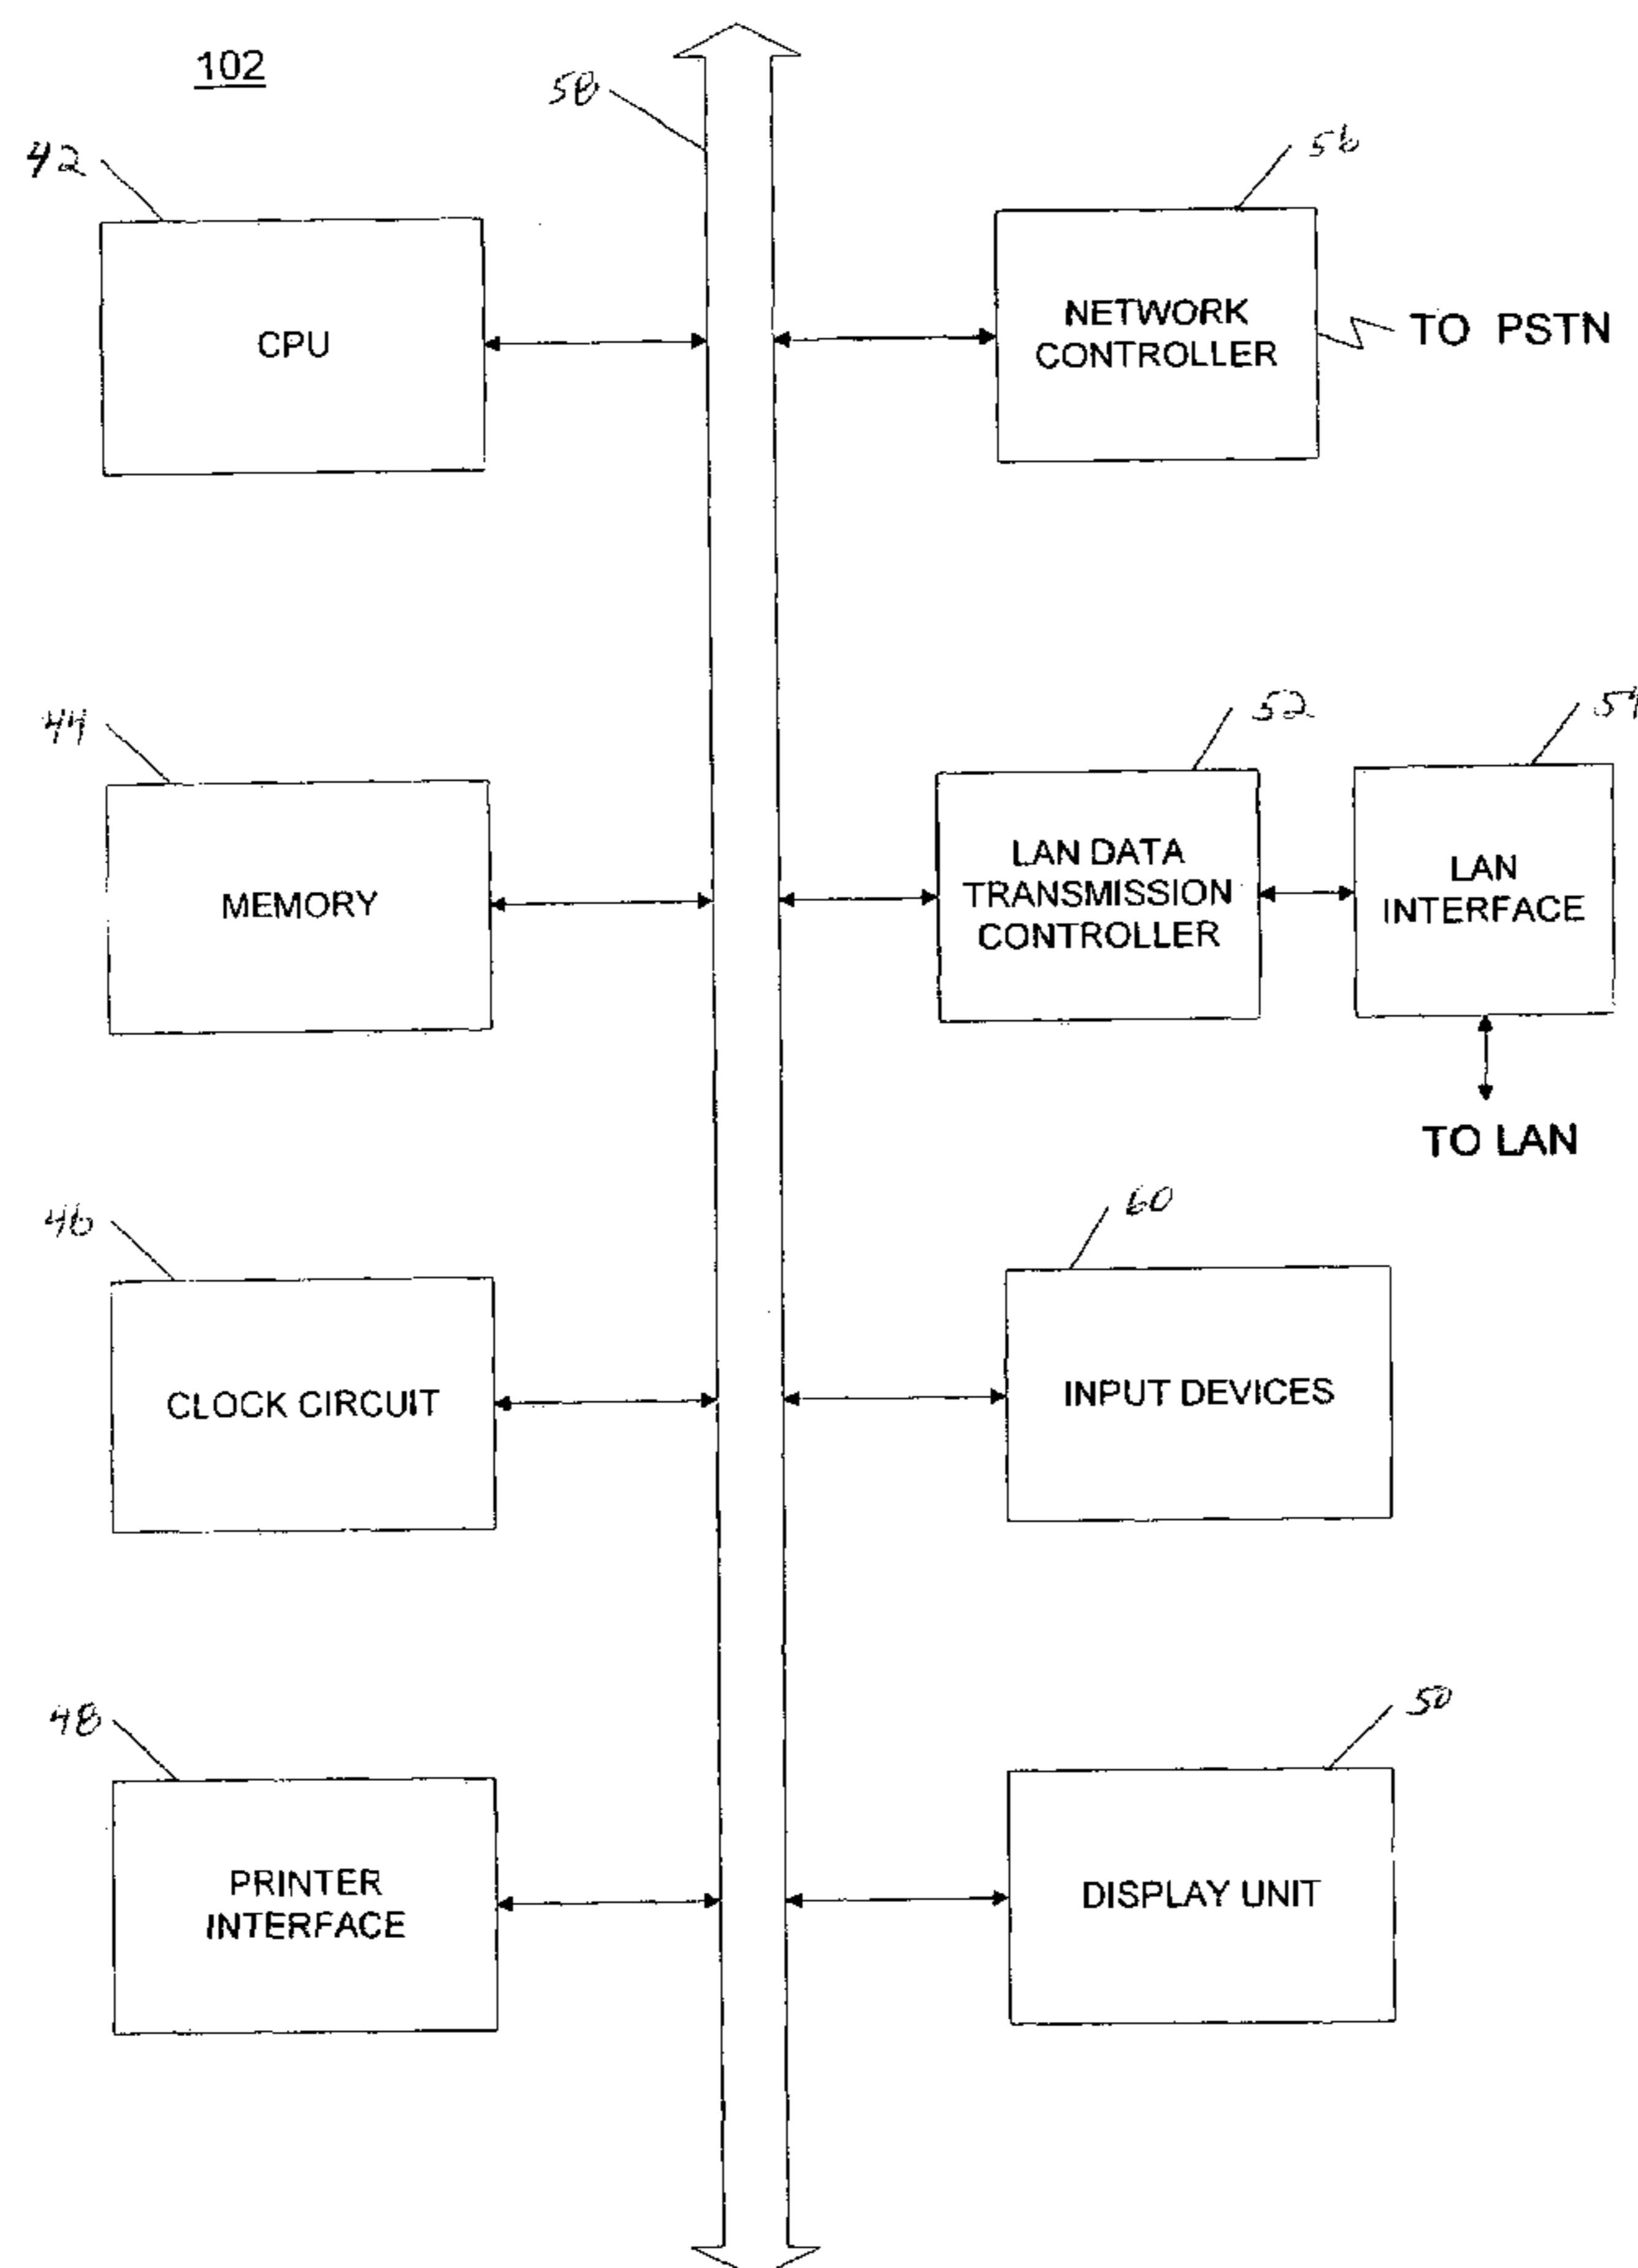 102
58
42
56
CPU
NETWORK
CONTROLLER
TO PSTN
44
52
54
MEMORY
LAN DATA
TRANSMISSION
CONTROLLER
LAN
INTERFACE
TO LAN
46
60
CLOCK CIRCUIT
INPUT DEVICES
48
50
PRINTER
INTERFACE
DISPLAY UNIT